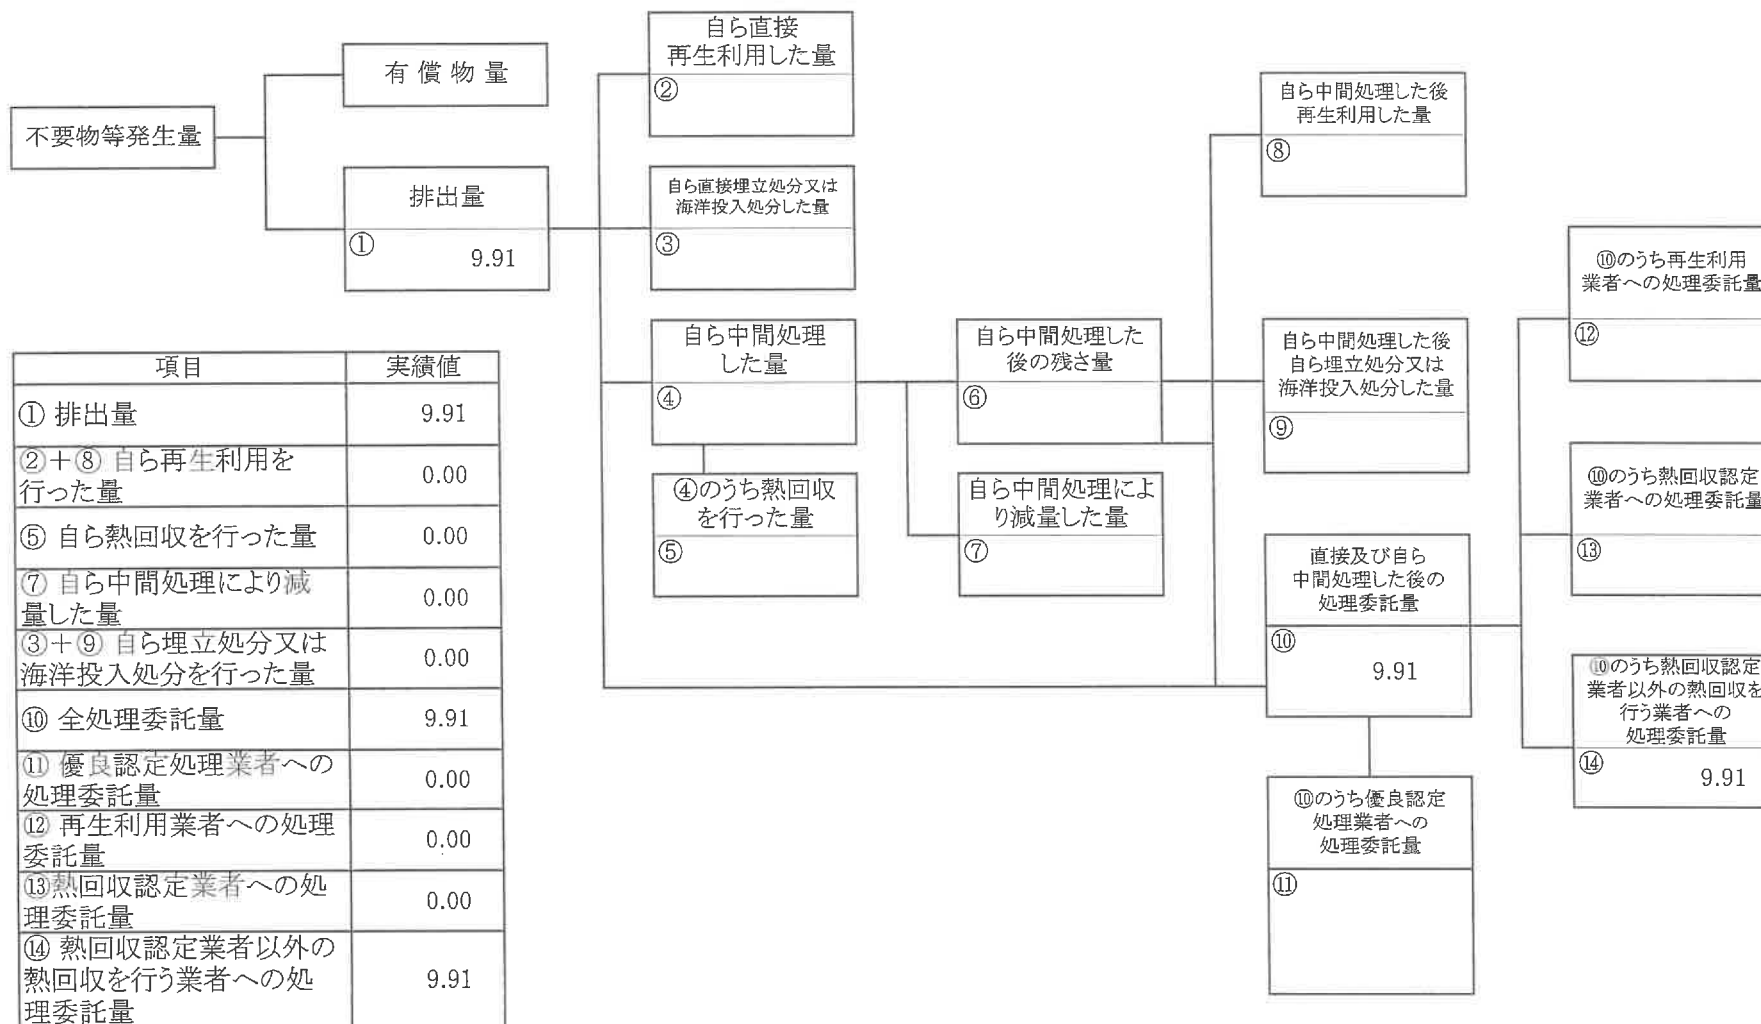 不要物等発生量
有償物量
排出量
①
9.91
自ら直接
再生利用した量
②
自ら直接埋立処分又は
海洋投入処分した量
③
自ら中間処理
した量
④
④のうち熱回収
を行った量
⑤
自ら中間処理した
後の残さ量
⑥
自ら中間処理によ
り減量した量
⑦
自ら中間処理した後
再生利用した量
⑧
自ら中間処理した後
自ら埋立処分又は
海洋投入処分した量
⑨
直接及び自ら
中間処理した後の
処理委託量
⑩
9.91
⑩のうち優良認定
処理業者への
処理委託量
⑪
⑩のうち再生利用
業者への処理委託量
⑫
⑩のうち熱回収認定
業者への処理委託量
⑬
⑩のうち熱回収認定
業者以外の熱回収を
行う業者への
処理委託量
⑭
9.91
項目 実績値
① 排出量 9.91
②＋⑧ 自ら再生利用を
行った量 0.00
⑤ 自ら熱回収を行った量 0.00
⑦ 自ら中間処理により減
量した量 0.00
③＋⑨ 自ら埋立処分又は
海洋投入処分を行った量 0.00
⑩ 全処理委託量 9.91
⑪ 優良認定処理業者への
処理委託量 0.00
⑫ 再生利用業者への処理
委託量 0.00
⑬熱回収認定業者への処
理委託量 0.00
⑭ 熱回収認定業者以外の
熱回収を行う業者への処
理委託量 9.91